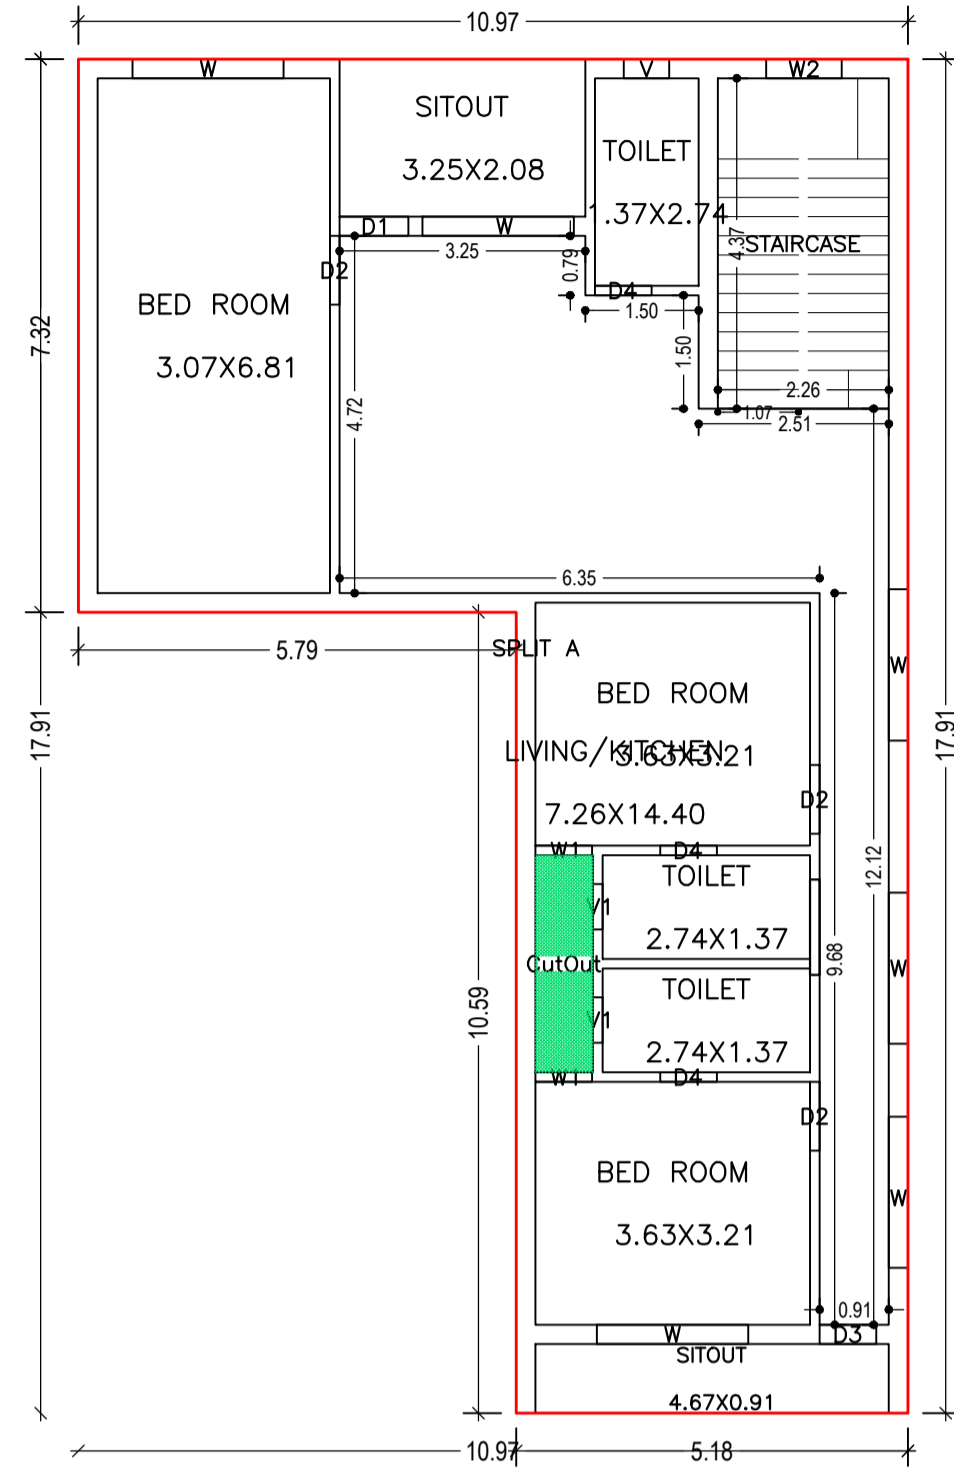 10.97
W
V
W2
SITOUT
3.25X2.08
TOILET
1.37X2.74
STAIRCASE
4.37
D1
W
3.25
0.79
D2
D4
1.50
BED ROOM
3.07X6.81
7.32
1.50
4.72
2.26
1.07
2.51
6.35
5.79
SPLIT A
W
BED ROOM
3.63X3.21
LIVING/KITCHEN
7.26X14.40
17.91
17.91
D2
W1
D4
TOILET
2.74X1.37
V1
12.12
9.68
CutOut
W
TOILET
2.74X1.37
V1
10.59
W1
D4
D2
BED ROOM
3.63X3.21
W
0.91
W
D3
SITOUT
4.67X0.91
10.97
5.18